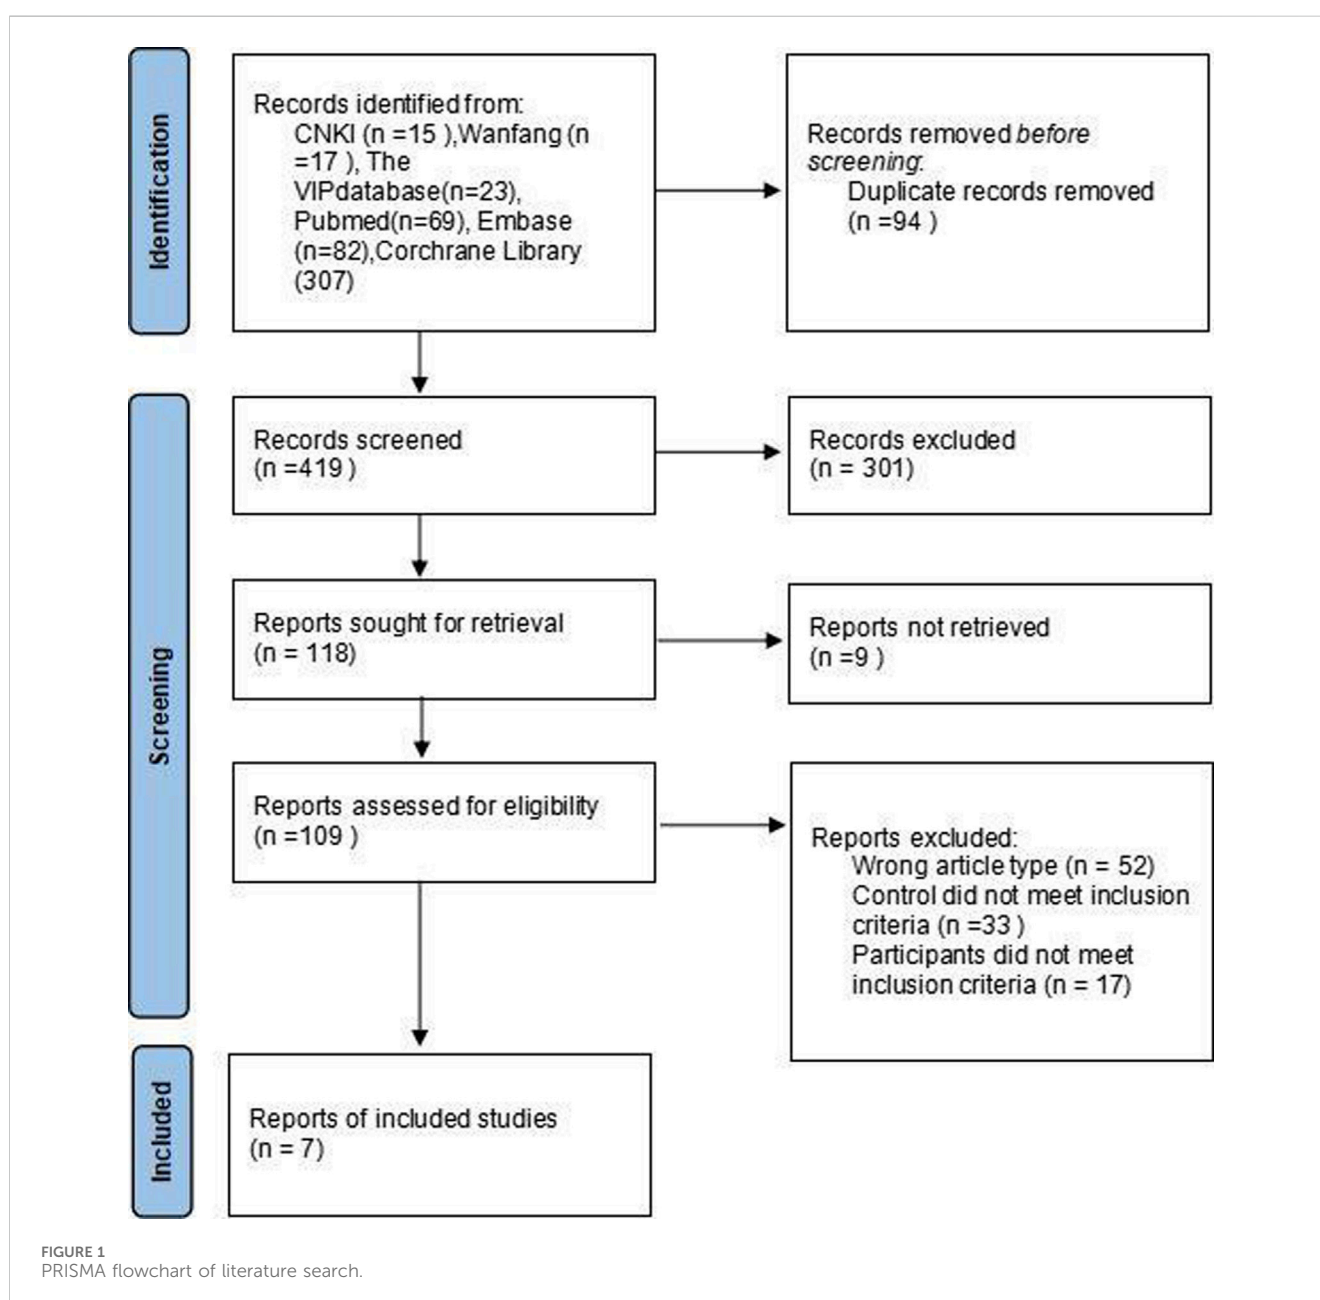 Identification
Records identified from:
CNKI (n =15 ),Wanfang (n
=17 ), The
VIPdatabase(n=23),
Pubmed(n=69), Embase
(n=82),Corchrane Library
(307)
Records removed before
screening:
Duplicate records removed
(n =94 )
Screening
Records screened
(n =419 )
Records excluded
(n = 301)
Reports sought for retrieval
(n = 118)
Reports not retrieved
(n =9 )
Reports assessed for eligibility
(n =109 )
Reports excluded:
Wrong article type (n = 52)
Control did not meet inclusion
criteria (n =33 )
Participants did not meet
inclusion criteria (n = 17)
Included
Reports of included studies
(n = 7)
FIGURE 1
PRISMA flowchart of literature search.